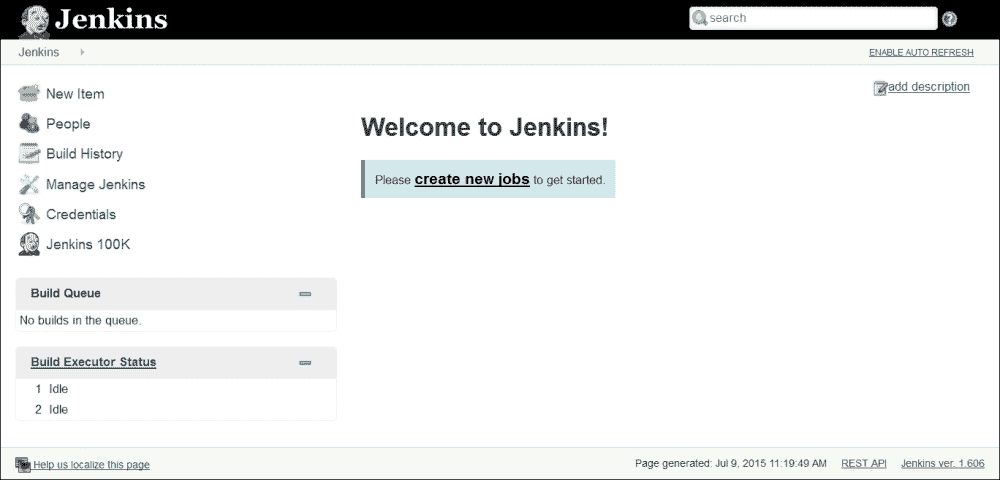 Jenkins
search
Jenkins
ENABLE AUTO REFRESH
add description
New Item
People
Build History
Manage Jenkins
Credentials
Jenkins 100K
Welcome to Jenkins!
Please create new jobs to get started.
Build Queue
No builds in the queue.
Build Executor Status
1 Idle
2 Idle
Help us localize this page
Page generated: Jul 9, 2015 11:19:49 AM REST API Jenkins ver. 1.606